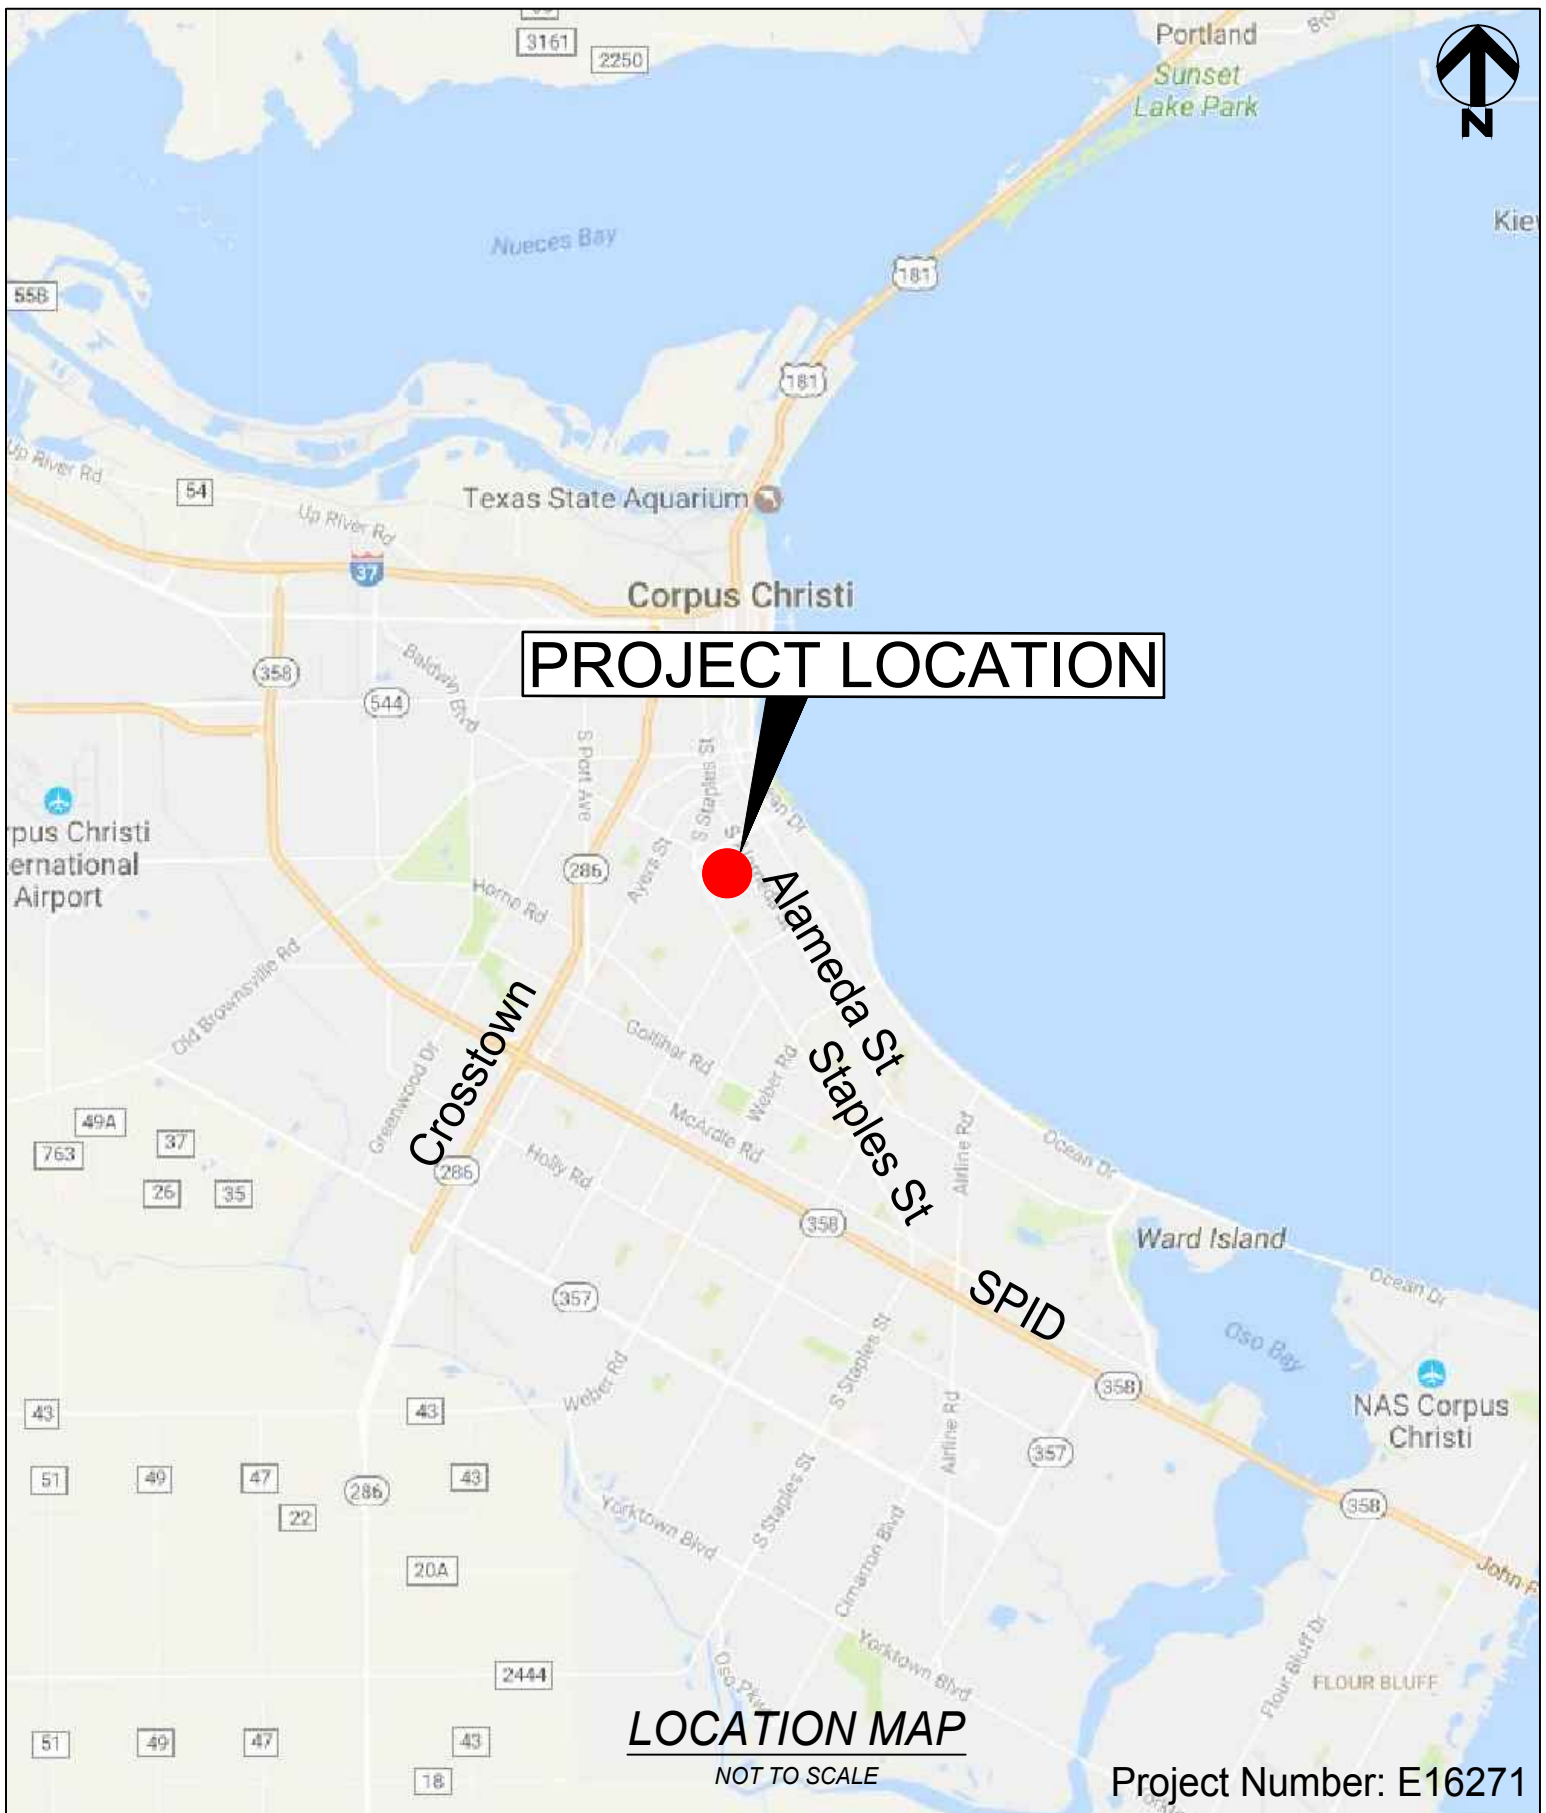 3161
2250
Portland
Sunset
Lake Park
N
Nueces Bay
181
558
181
Up River Rd
54
Texas State Aquarium
Up River Rd
37
Corpus Christi
PROJECT LOCATION
358
544
Baldwin Blvd
S Port Ave
S Staples St
rpus Christi
ernational
Airport
286
Ayers St
Horne Rd
Alameda St
Old Brownsville Rd
Crosstown
Gollihar Rd
Weber Rd
Staples St
Greenwood Dr
McArdle Rd
Airline Rd
Ocean Dr
49A
763
37
26
35
286
Holly Rd
358
Ward Island
SPID
357
Ocean Dr
Oso Bay
S Staples St
Weber Rd
358
NAS Corpus
Christi
43
43
Airline Rd
357
51
49
47
43
286
22
S Staples St
358
Yorktown Blvd
20A
Cimarron Blvd
John F
2444
Yorktown Blvd
Oso Pkw
Flour Bluff Dr
FLOUR BLUFF
51
49
47
43
18
LOCATION MAP
NOT TO SCALE
Project Number: E16271